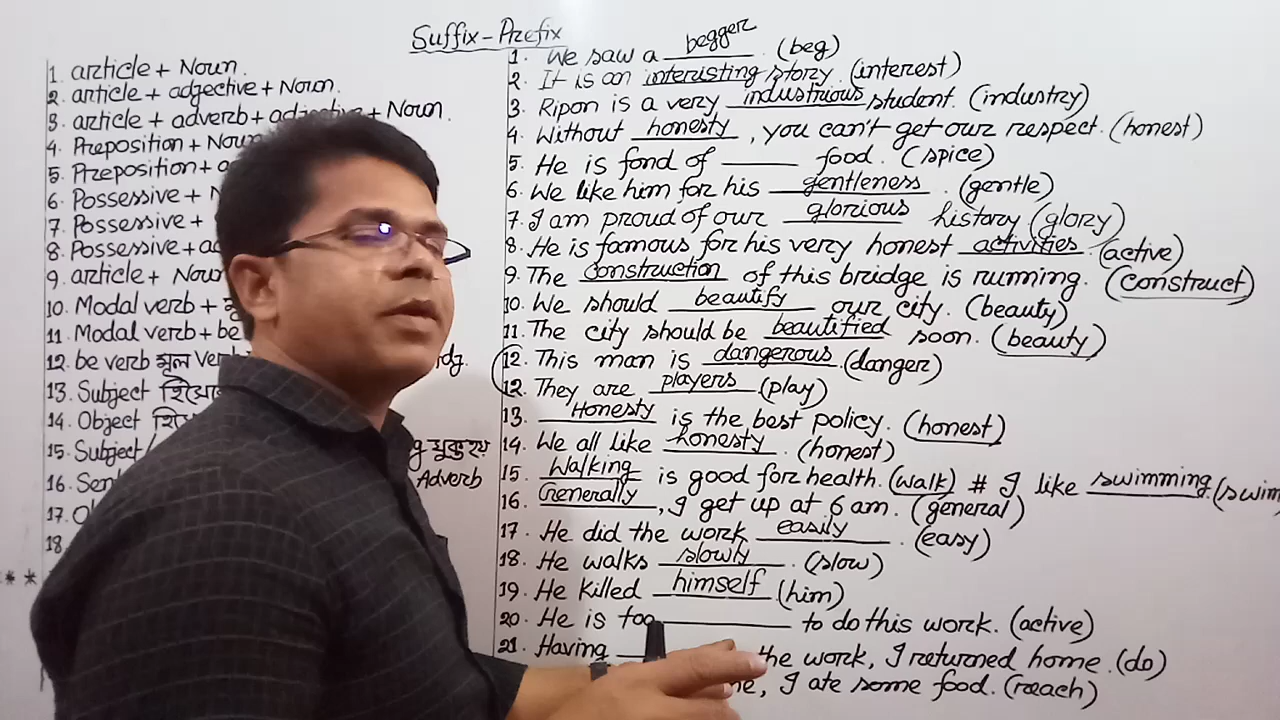 Suffix-Prefix
1. article + Noun.
2. article + adjective + Noun.
3. article + adverb + adjective + Noun.
4. Preposition + Noun
5. Preposition +
6. Possessive +
7. Possessive +
8. Possessive +
9. article + Noun
10. Modal verb +
11. Modal verb + be
12. be verb মূল verb
13. Subject হিসেবে
14. Object
15. Subject/ যুক্ত হয়
16. Adverb
17.
18
**
1. We saw a begger. (beg)
2. It is an interisting story. (interest)
3. Ripon is a very industrious student. (industry)
4. Without honesty, you can't get our respect. (honest)
5. He is fond of ______ food. (spice)
6. We like him for his gentleness. (gentle)
7. I am proud of our glorious history (glory)
8. He is famous for his very honest activities. (active)
9. The construction of this bridge is running. (construct)
10. We should beautify our city. (beauty)
11. The city should be beautified soon. (beauty)
12. This man is dangerous. (danger)
12. They are players (play)
13. Honesty is the best policy. (honest)
14. We all like honesty. (honest)
15. Walking is good for health. (walk) # I like swimming. (swim
16. Generally, I get up at 6 am. (general)
17. He did the work easily. (easy)
18. He walks slowly. (slow)
19. He killed himself (him)
20. He is too ______ to do this work. (active)
21. Having ______ the work, I returned home. (do)
me, I ate some food. (reach)